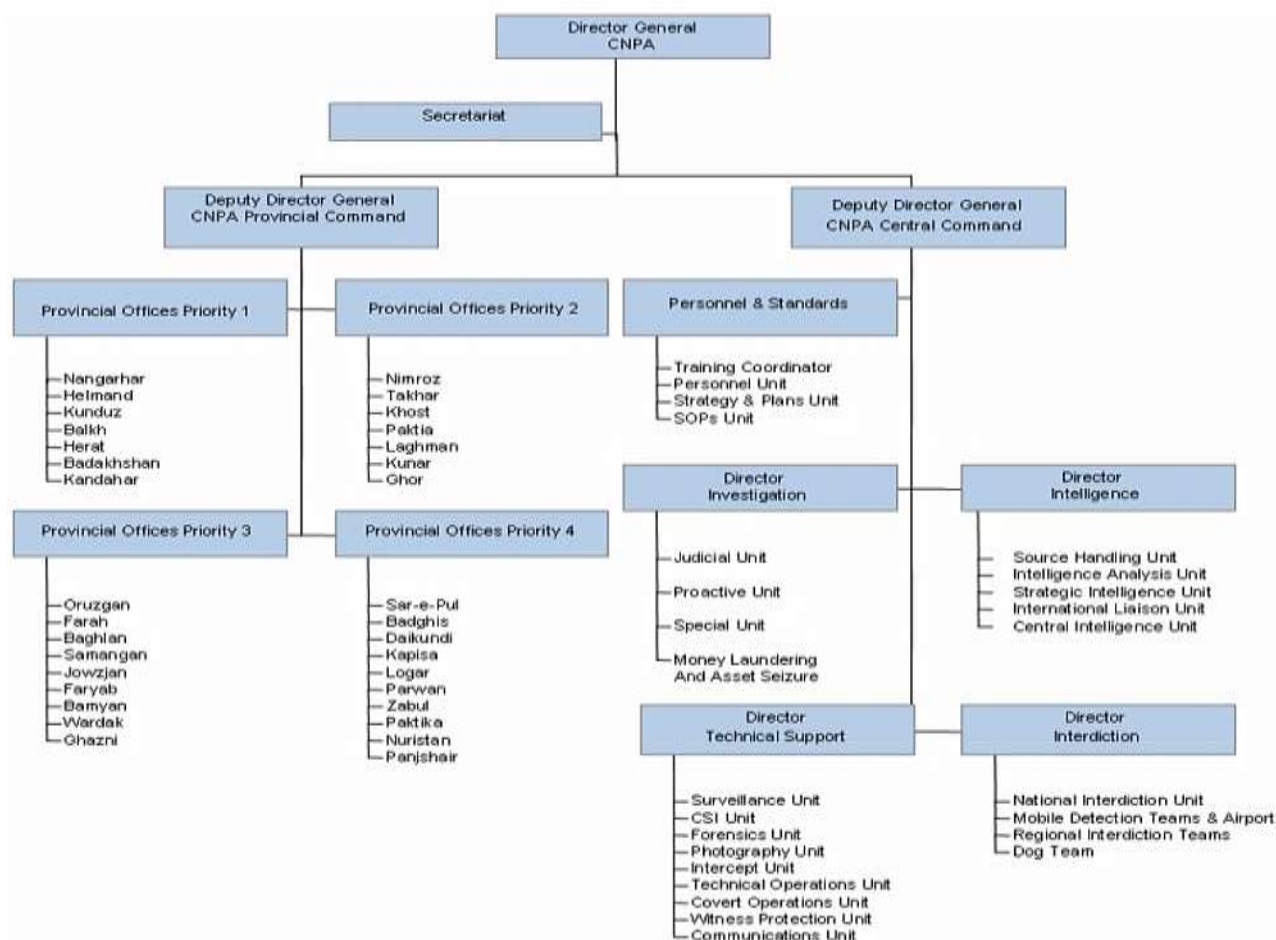 Director General
CNPA
Secretariat
Deputy Director General
CNPA Provincial Command
Deputy Director General
CNPA Central Command
Provincial Offices Priority 1
Nangarhar
Helmand
Kunduz
Balkh
Herat
Badakhshan
Kandahar
Provincial Offices Priority 2
Nimroz
Takhar
Khost
Paktia
Laghman
Kunar
Ghor
Provincial Offices Priority 3
Oruzgan
Farah
Baghlan
Samangan
Jowzjan
Faryab
Bamyan
Wardak
Ghazni
Provincial Offices Priority 4
Sar-e-Pul
Badghis
Daikundi
Kapisa
Logar
Parwan
Zabul
Paktika
Nuristan
Panjshair
Personnel & Standards
Training Coordinator
Personnel Unit
Strategy & Plans Unit
SOPs Unit
Director
Investigation
Judicial Unit
Proactive Unit
Special Unit
Money Laundering
And Asset Seizure
Director
Intelligence
Source Handling Unit
Intelligence Analysis Unit
Strategic Intelligence Unit
International Liaison Unit
Central Intelligence Unit
Director
Technical Support
Surveillance Unit
CSI Unit
Forensics Unit
Photography Unit
Intercept Unit
Technical Operations Unit
Covert Operations Unit
Witness Protection Unit
Communications Unit
Director
Interdiction
National Interdiction Unit
Mobile Detection Teams & Airport
Regional Interdiction Teams
Dog Team